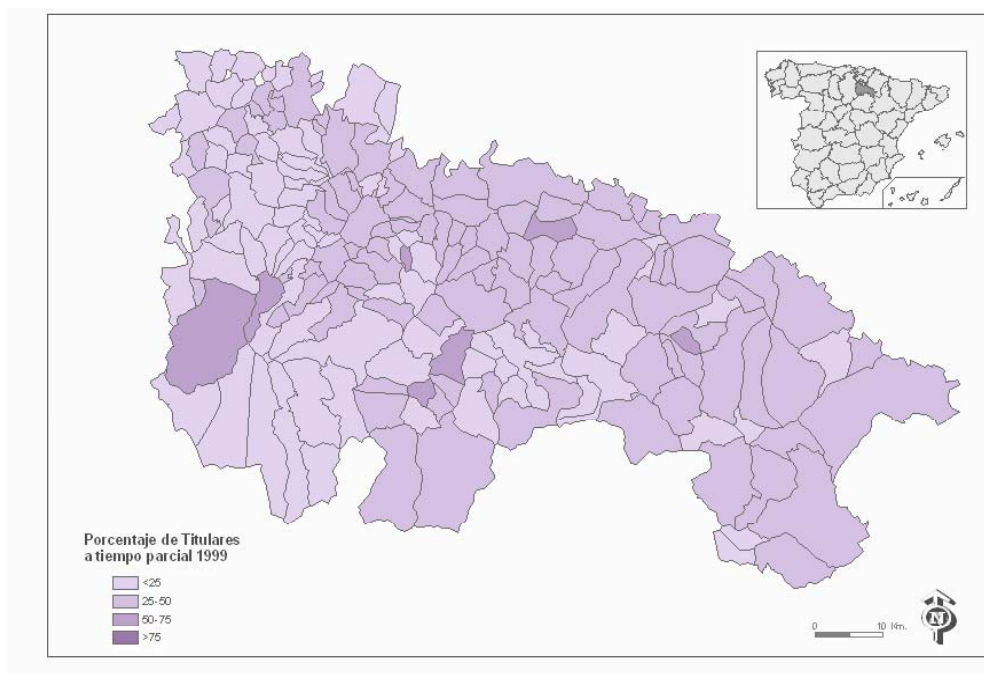 Porcentaje de Titulares
a tiempo parcial 1999
<25
25-50
50-75
>75
0 10 Km.
N